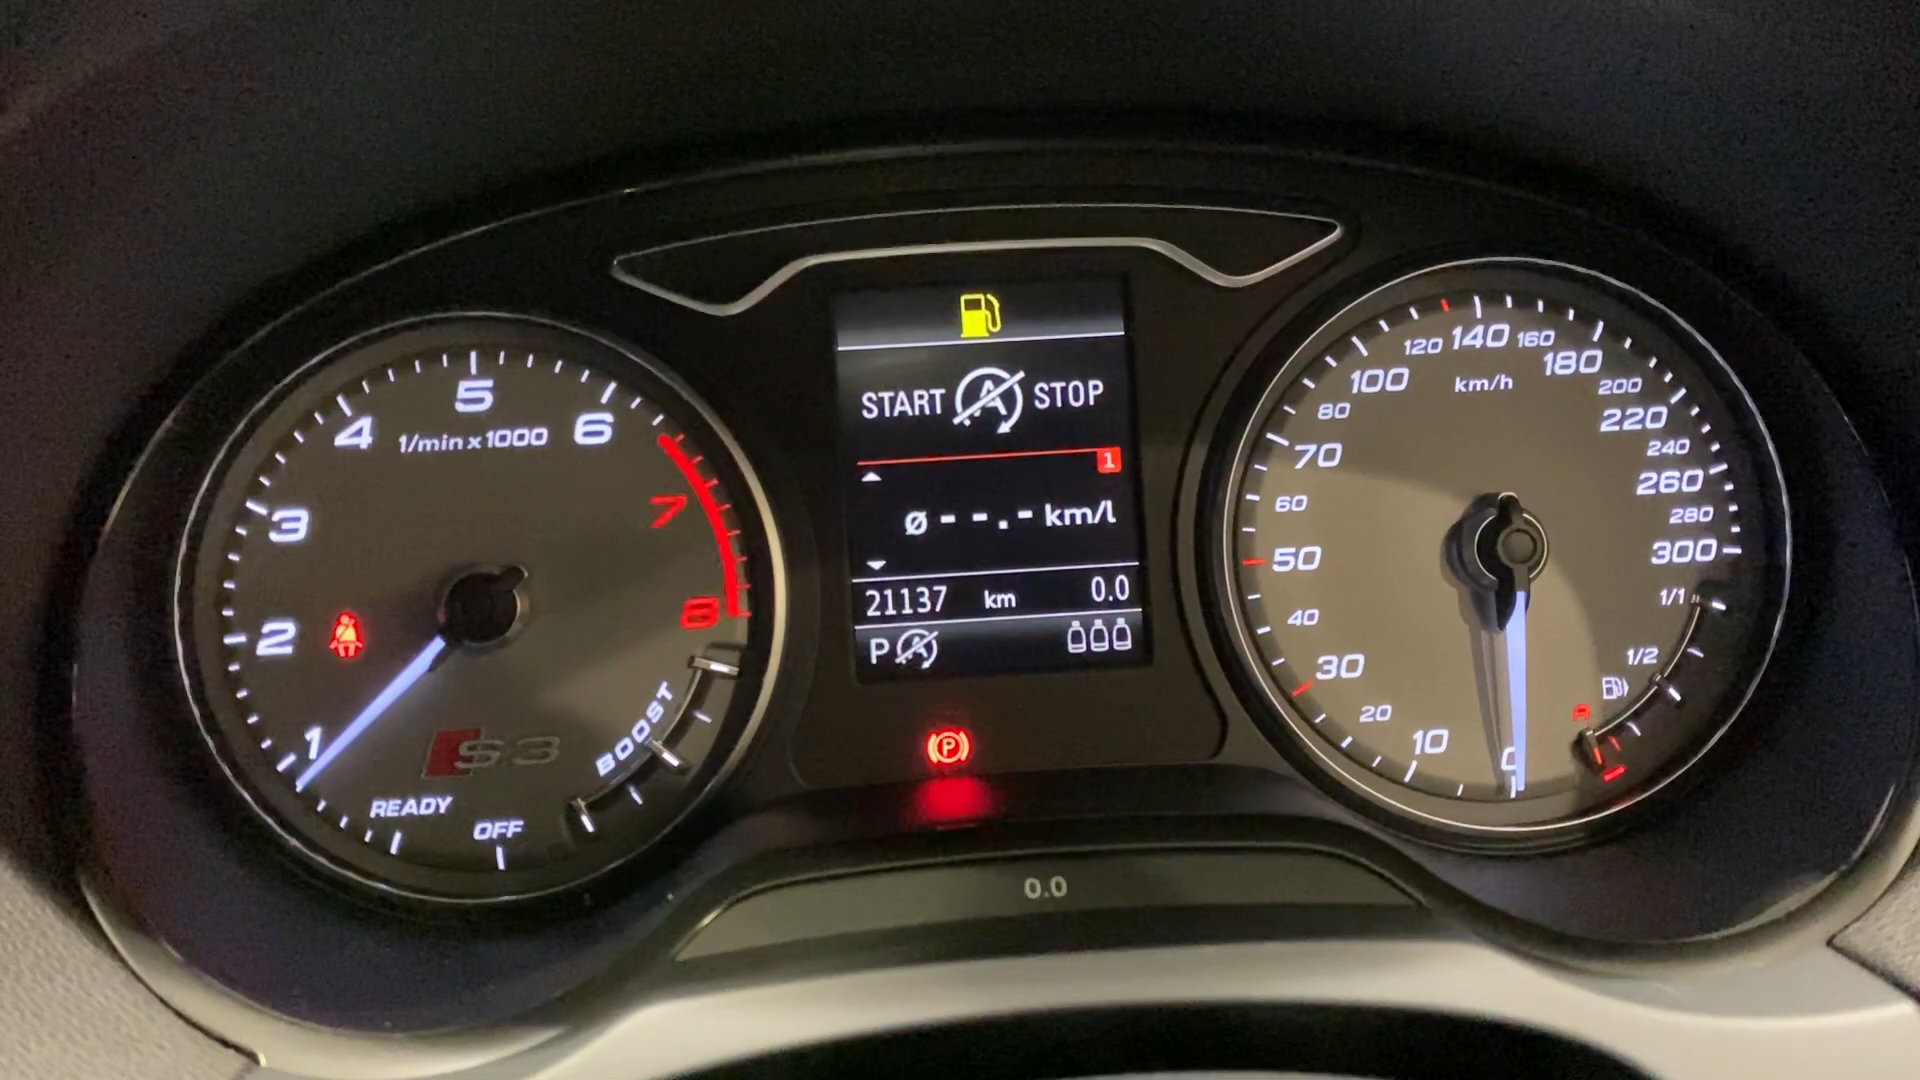 5
4
6
1/min x 1000
3
7
2
8
1
S3
BOOST
READY
OFF
START A STOP
1
ø--.- km/l
21137 km 0.0
P A
P
0.0
120 140 160
100 180
km/h
80 200
70 220
240
60 260
280
50 300
40 1/1
30 1/2
20
10
0